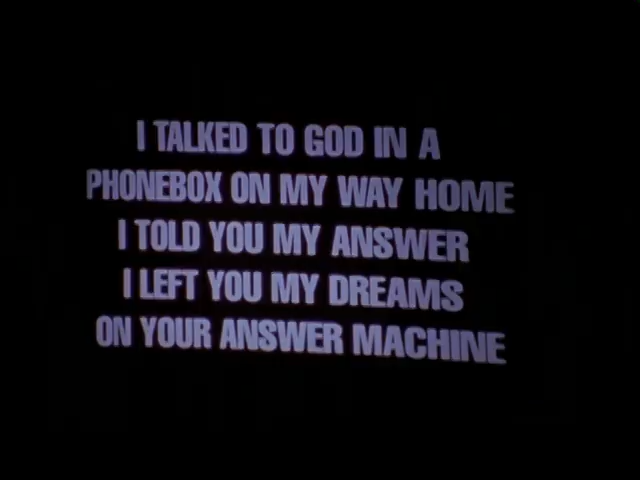 I TALKED TO GOD IN A
PHONEBOX ON MY WAY HOME
I TOLD YOU MY ANSWER
I LEFT YOU MY DREAMS
ON YOUR ANSWER MACHINE